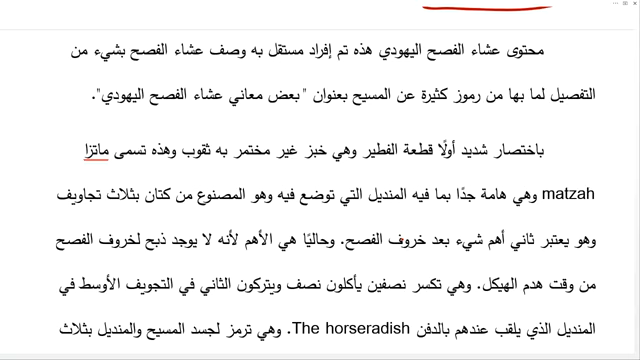 محتوى عشاء الفصح اليهودي هذه تم إفراد مستقل به وصف عشاء الفصح بشيء من
التفصيل لما بها من رموز كثيرة عن المسيح بعنوان "بعض معاني عشاء الفصح اليهودي".
باختصار شديد أولًا قطعة الفطير وهي خبز غير مختمر به ثقوب وهذه تسمى ماتزا
matzah وهي هامة جدًا بما فيه المنديل التي توضع فيه وهو المصنوع من كتان بثلاث تجاويف
وهو يعتبر ثاني أهم شيء بعد خروف الفصح. وحاليًا هي الأهم لأنه لا يوجد ذبح لخروف الفصح
من وقت هدم الهيكل. وهي تكسر نصفين يأكلون نصف ويتركون الثاني في التجويف الأوسط في
المنديل الذي يلقب عندهم بالدفن The horseradish. وهي ترمز لجسد المسيح والمنديل بثلاث